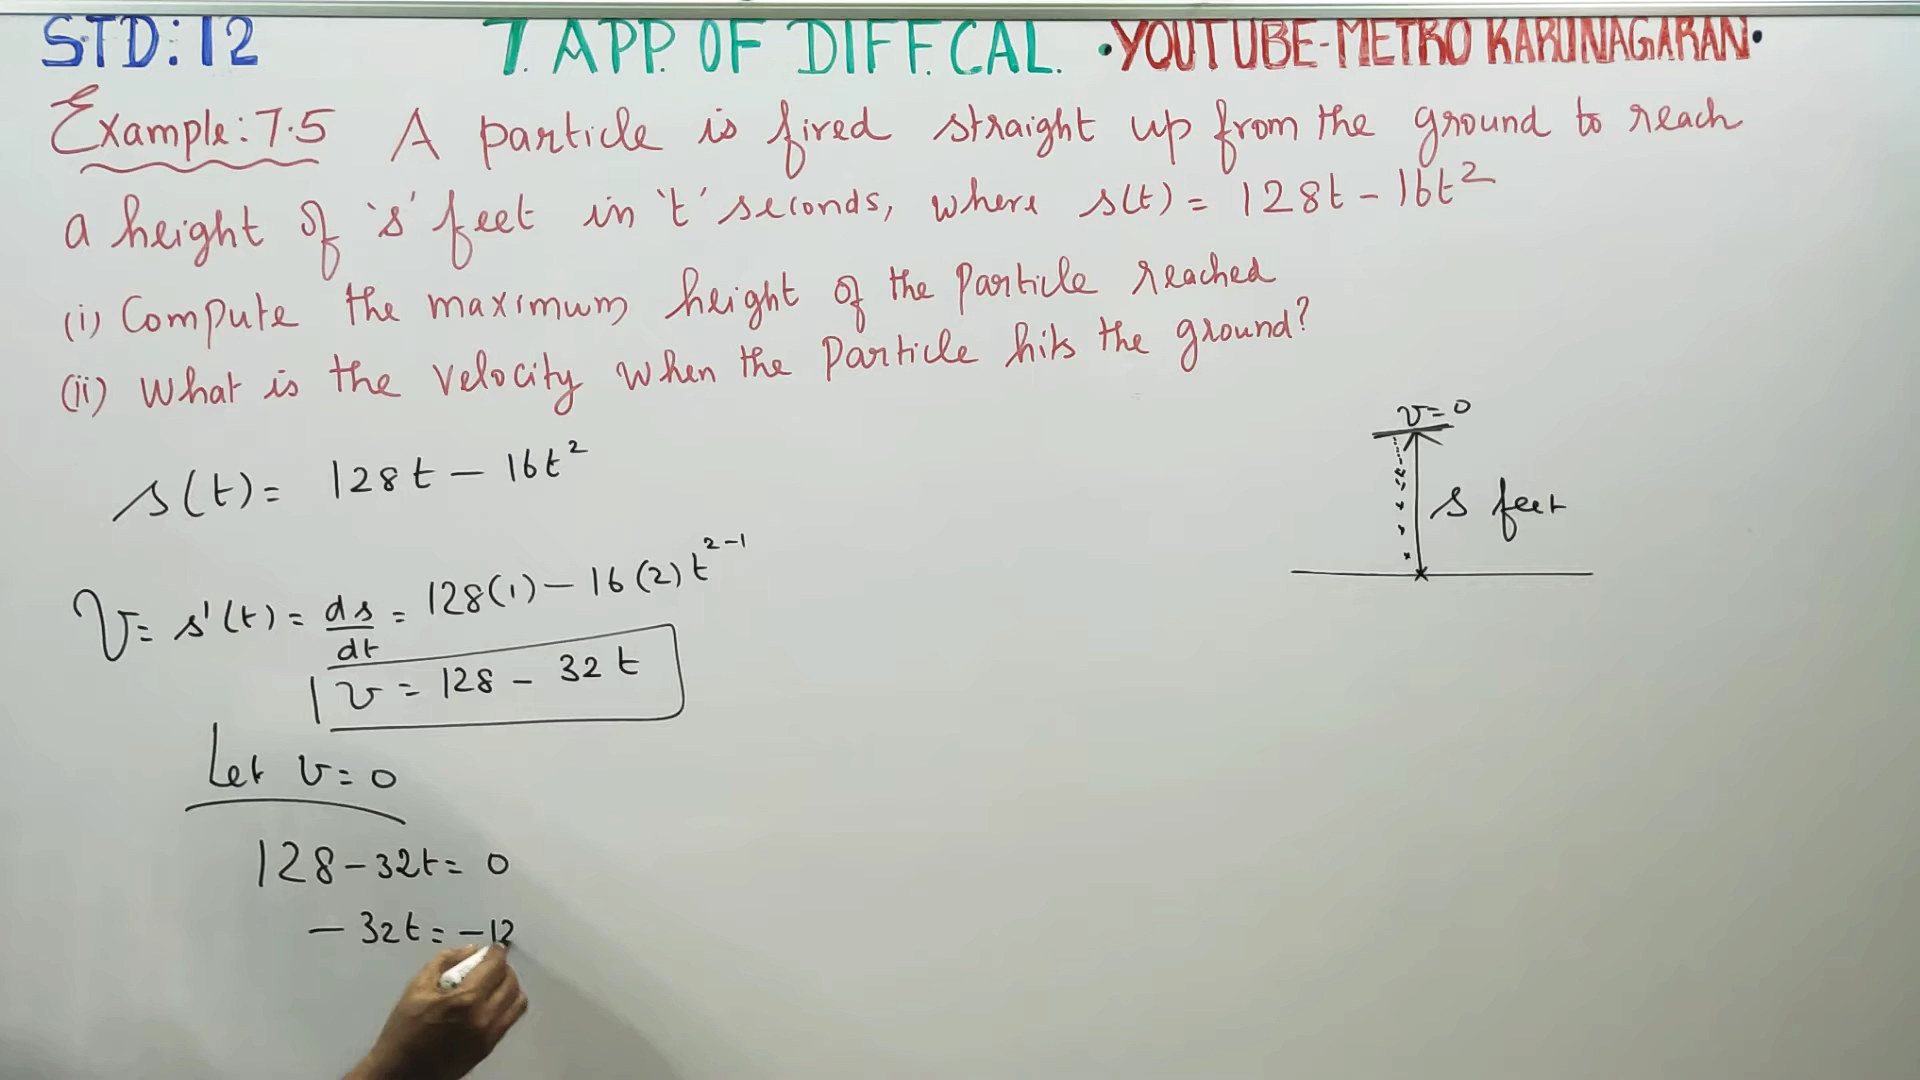 STD: 12 7. APP. OF DIFF. CAL. •YOUTUBE-METRO KARUNAGARAN•
Example: 7.5 A particle is fired straight up from the ground to reach
a height of 's' feet in 't' seconds, where s(t) = 128t - 16t²
(i) Compute the maximum height of the particle reached
(ii) What is the velocity when the Particle hits the ground?
v = 0
s feet
s(t) = 128t - 16t²
V = s'(t) = ds/dt = 128(1) - 16(2)t^2-1
v = 128 - 32t
Let v = 0
128 - 32t = 0
- 32t = -12